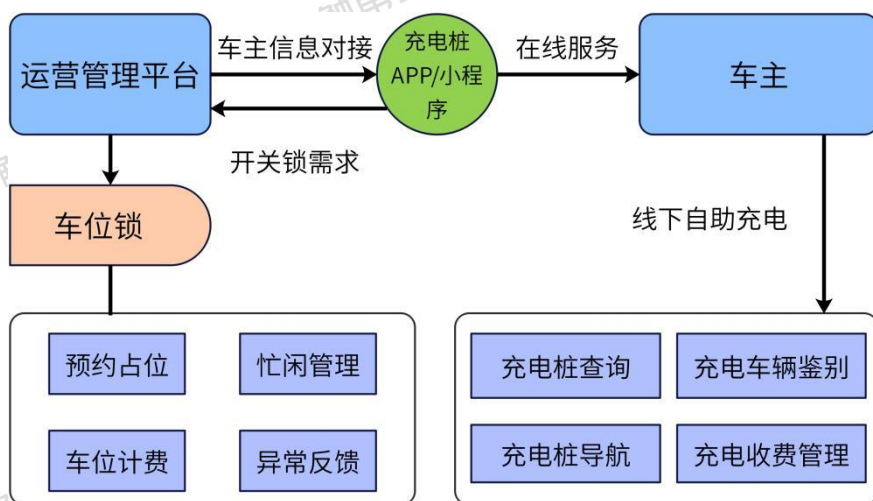 运营管理平台
车主信息对接
充电桩
APP/小程
序
在线服务
车主
开关锁需求
车位锁
线下自助充电
预约占位
忙闲管理
车位计费
异常反馈
充电桩查询
充电车辆鉴别
充电桩导航
充电收费管理